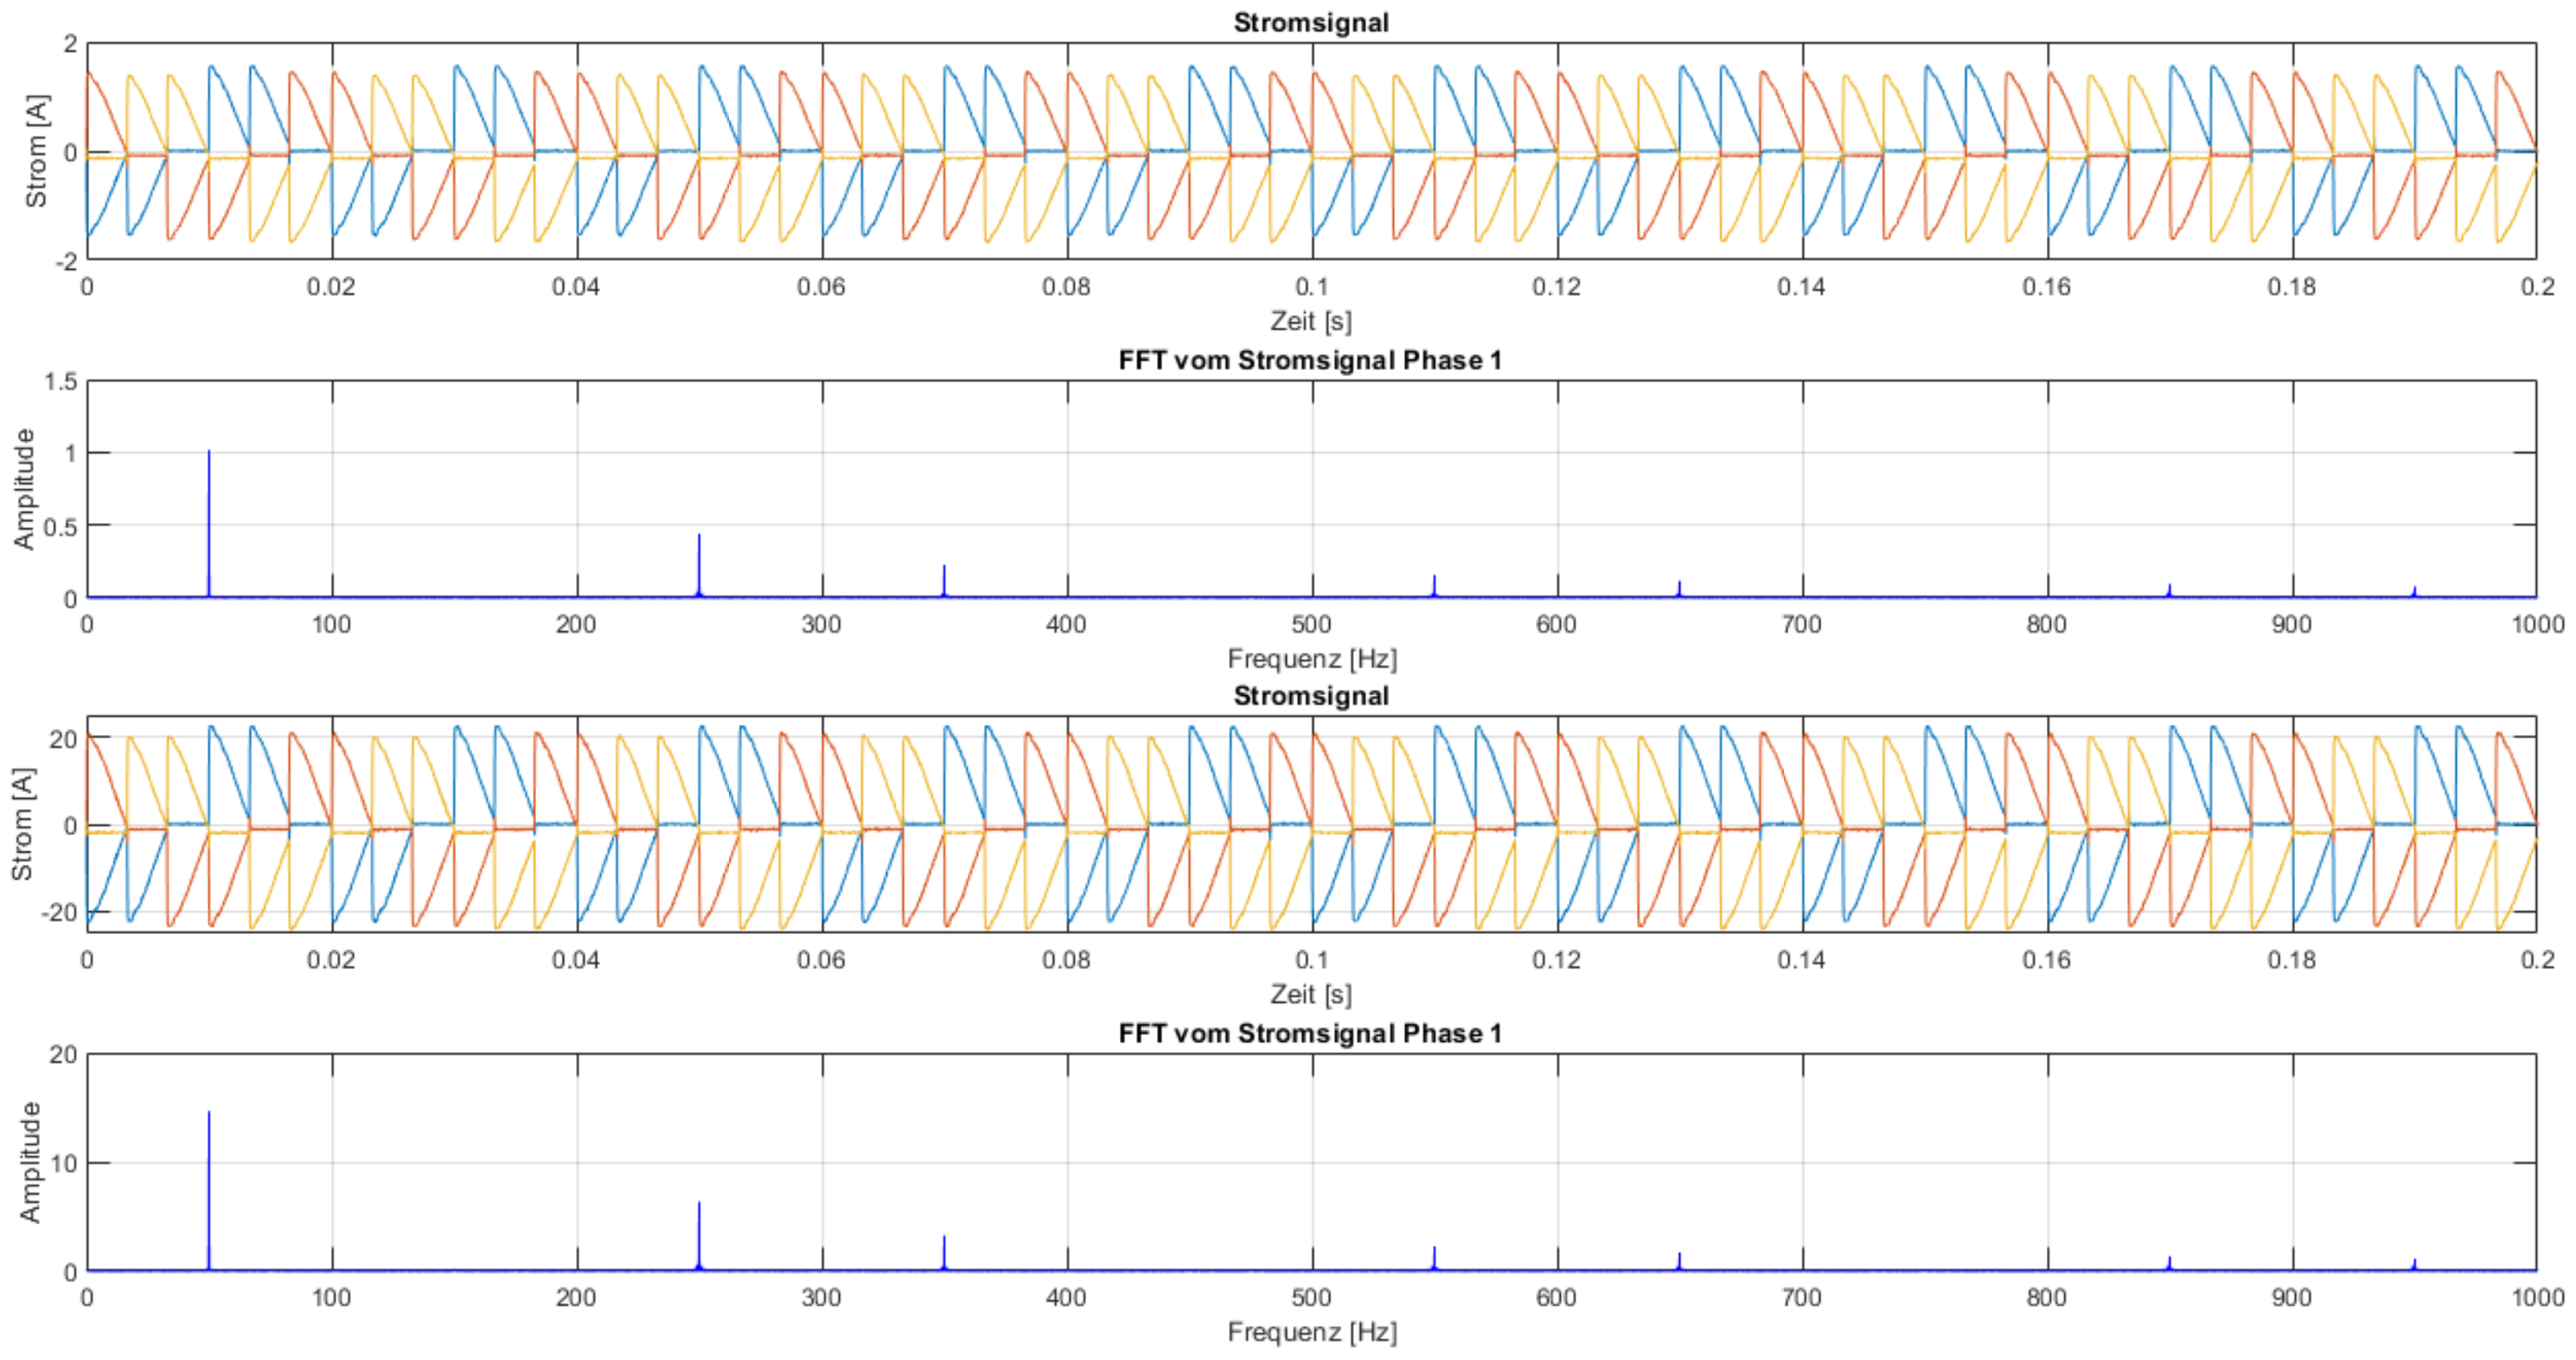 Stromsignal
2
0
-2
Strom [A]
0 0.02 0.04 0.06 0.08 0.1 0.12 0.14 0.16 0.18 0.2
Zeit [s]
FFT vom Stromsignal Phase 1
1.5
1
0.5
0
Amplitude
0 100 200 300 400 500 600 700 800 900 1000
Frequenz [Hz]
Stromsignal
20
0
-20
Strom [A]
0 0.02 0.04 0.06 0.08 0.1 0.12 0.14 0.16 0.18 0.2
Zeit [s]
FFT vom Stromsignal Phase 1
20
10
0
Amplitude
0 100 200 300 400 500 600 700 800 900 1000
Frequenz [Hz]